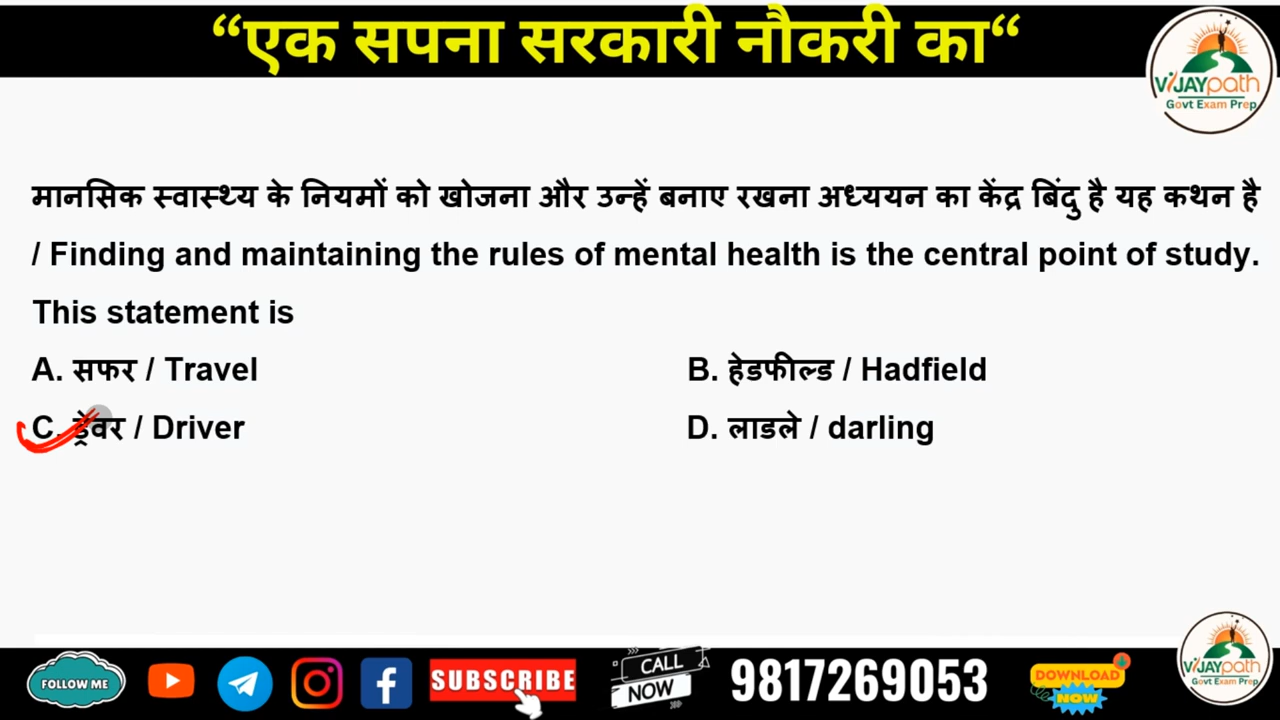 “एक सपना सरकारी नौकरी का“
VIJAYpath
Govt Exam Prep
मानसिक स्वास्थ्य के नियमों को खोजना और उन्हें बनाए रखना अध्ययन का केंद्र बिंदु है यह कथन है
/ Finding and maintaining the rules of mental health is the central point of study.
This statement is
A. सफर / Travel
B. हेडफील्ड / Hadfield
C. ड्रेवर / Driver
D. लाडले / darling
FOLLOW ME
SUBSCRIBE
CALL
NOW
9817269053
DOWNLOAD
NOW
VIJAYpath
Govt Exam Prep